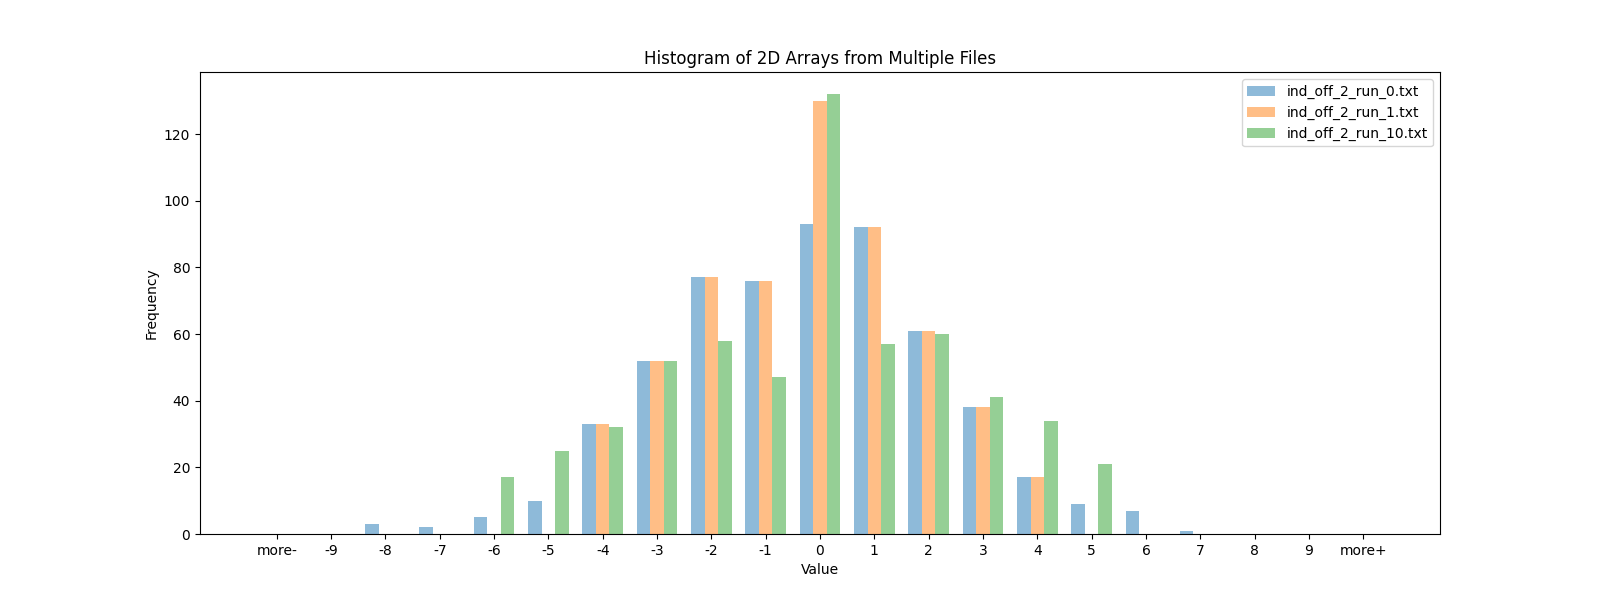 Histogram of 2D Arrays from Multiple Files
ind_off_2_run_0.txt
ind_off_2_run_1.txt
ind_off_2_run_10.txt
120
100
80
60
40
20
0
Frequency
more- -9 -8 -7 -6 -5 -4 -3 -2 -1 0 1 2 3 4 5 6 7 8 9 more+
Value